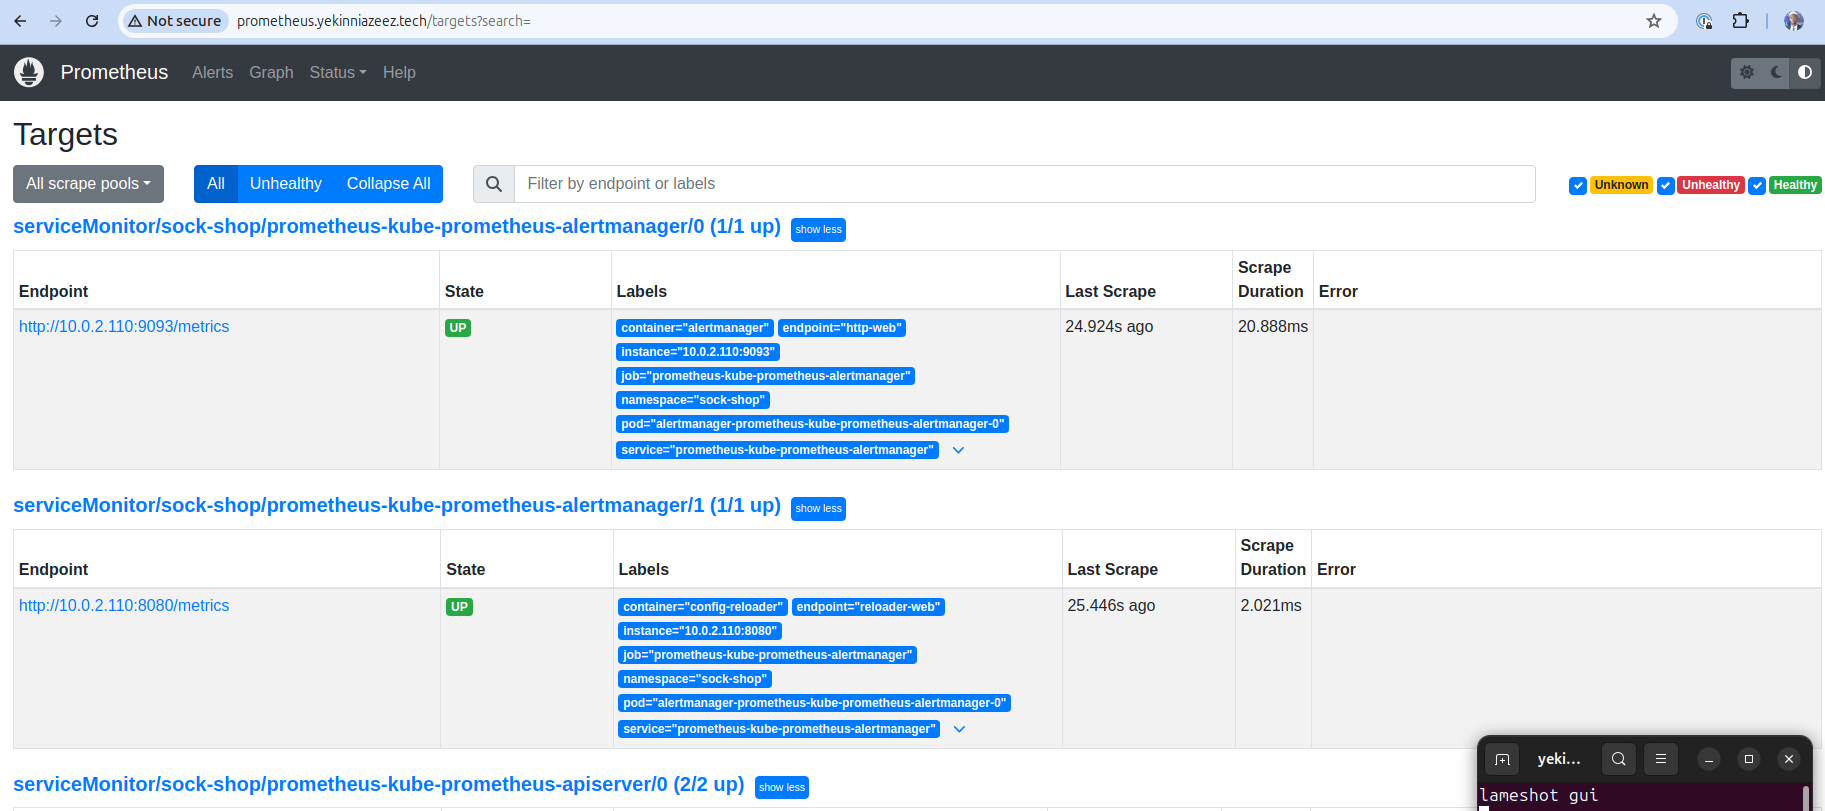 Not secure prometheus.yekinniazeez.tech/targets?search=
Prometheus Alerts Graph Status Help
Targets
All scrape pools All Unhealthy Collapse All Filter by endpoint or labels Unknown Unhealthy Healthy
serviceMonitor/sock-shop/prometheus-kube-prometheus-alertmanager/0 (1/1 up) show less
Endpoint State Labels Last Scrape Scrape Duration Error
http://10.0.2.110:9093/metrics UP container="alertmanager" endpoint="http-web" 24.924s ago 20.888ms
instance="10.0.2.110:9093"
job="prometheus-kube-prometheus-alertmanager"
namespace="sock-shop"
pod="alertmanager-prometheus-kube-prometheus-alertmanager-0"
service="prometheus-kube-prometheus-alertmanager"
serviceMonitor/sock-shop/prometheus-kube-prometheus-alertmanager/1 (1/1 up) show less
Endpoint State Labels Last Scrape Scrape Duration Error
http://10.0.2.110:8080/metrics UP container="config-reloader" endpoint="reloader-web" 25.446s ago 2.021ms
instance="10.0.2.110:8080"
job="prometheus-kube-prometheus-alertmanager"
namespace="sock-shop"
pod="alertmanager-prometheus-kube-prometheus-alertmanager-0"
service="prometheus-kube-prometheus-alertmanager"
serviceMonitor/sock-shop/prometheus-kube-prometheus-apiserver/0 (2/2 up) show less
yeki...
lameshot gui